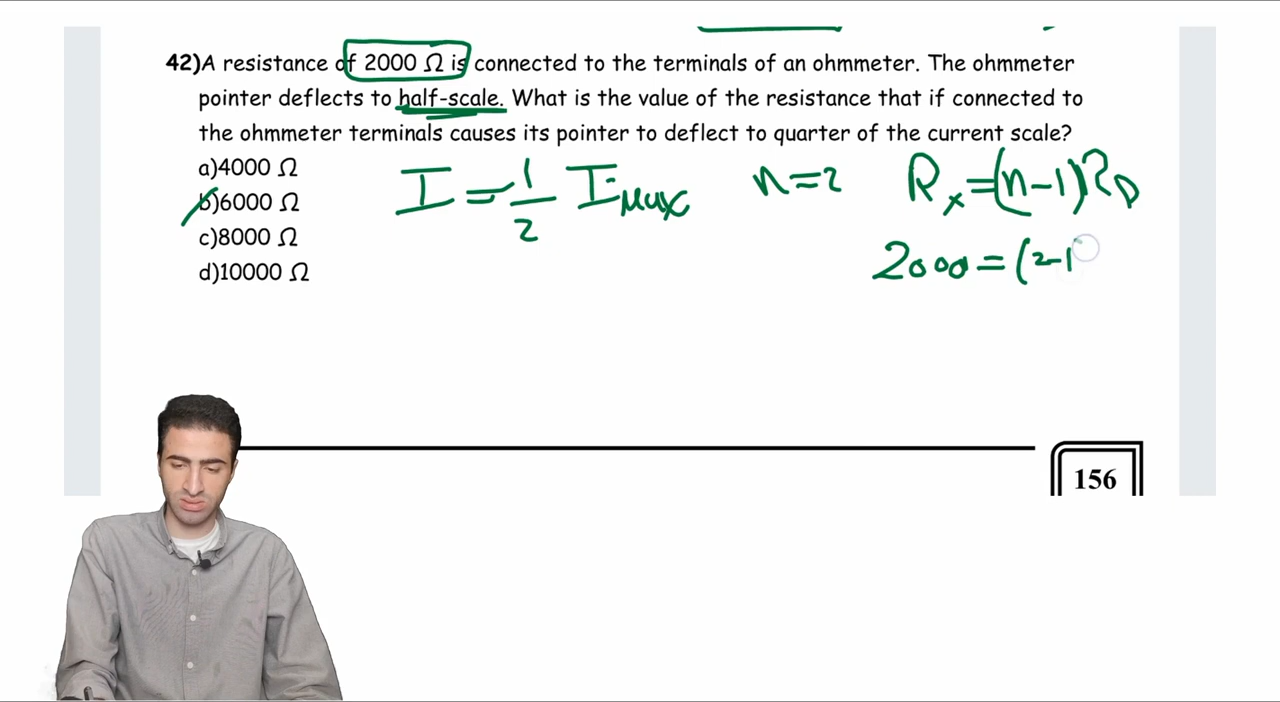 42)A resistance of 2000 Ω is connected to the terminals of an ohmmeter. The ohmmeter
pointer deflects to half-scale. What is the value of the resistance that if connected to
the ohmmeter terminals causes its pointer to deflect to quarter of the current scale?
a)4000 Ω
b)6000 Ω
c)8000 Ω
d)10000 Ω
I = 1/2 I Max n=2 Rx=(n-1)RD
2000=(2-1
156